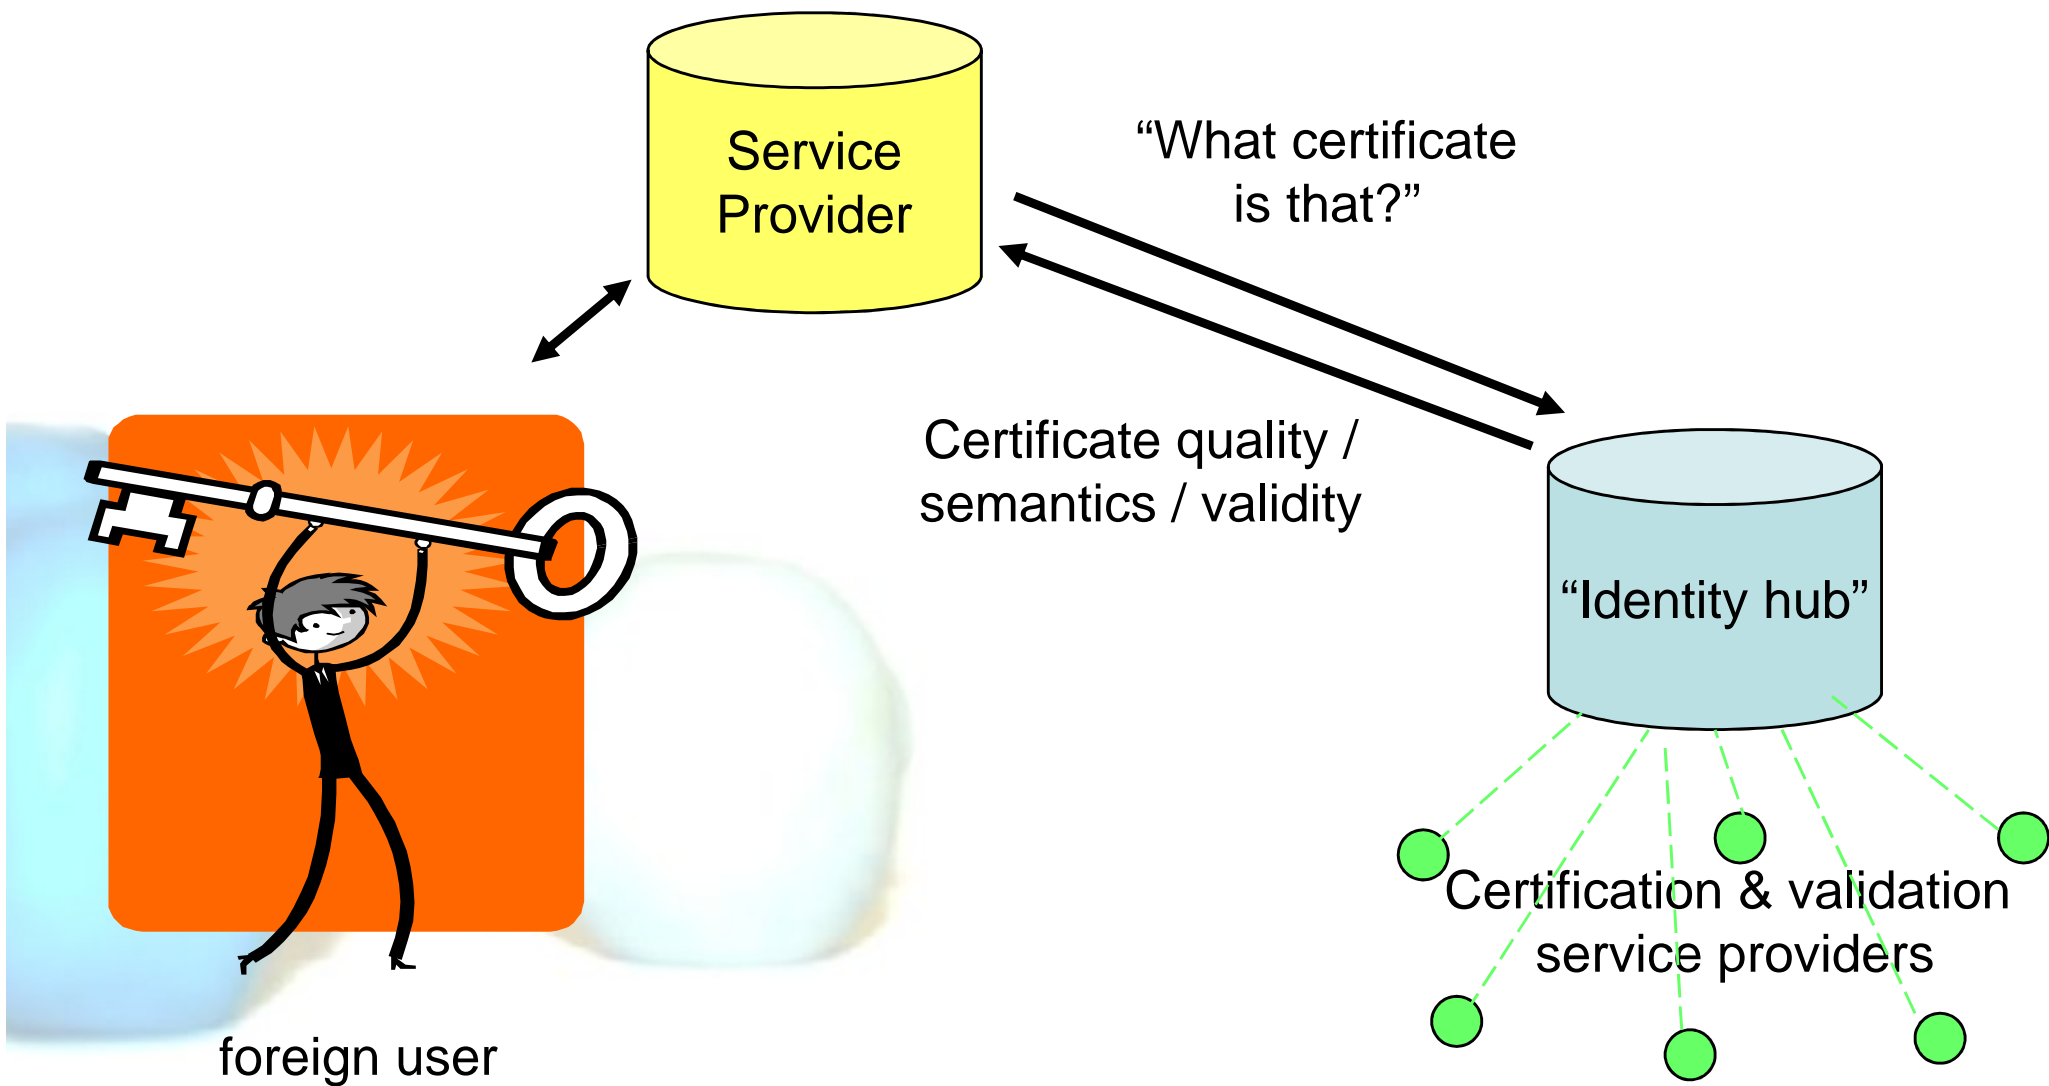 Service
Provider
“What certificate
is that?”
Certificate quality /
semantics / validity
“Identity hub”
Certification & validation
service providers
foreign user